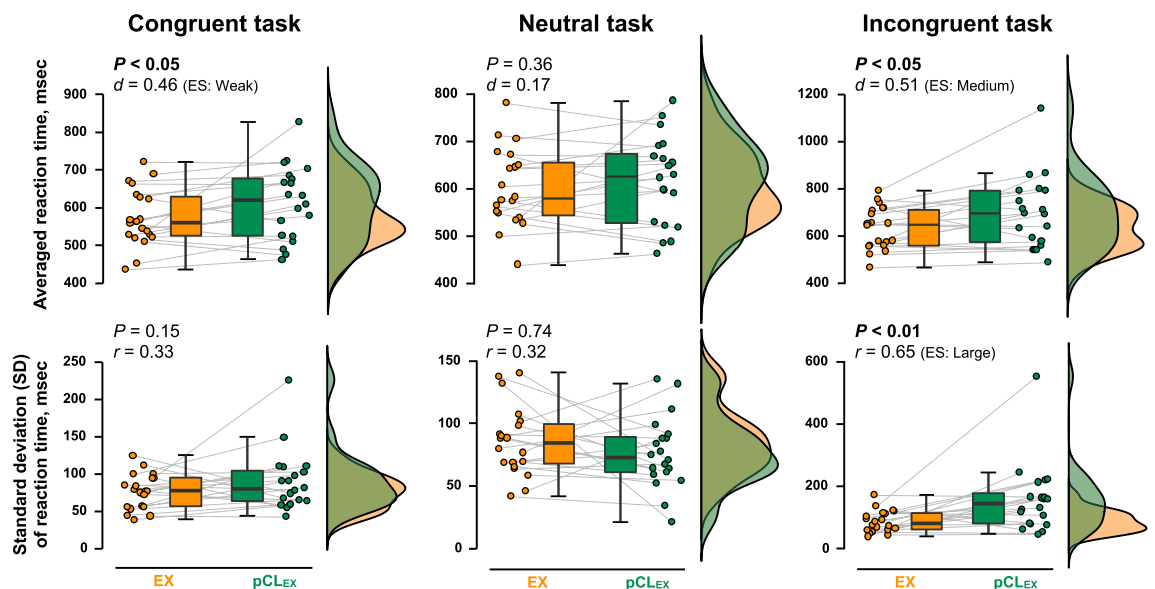 Congruent task
Neutral task
Incongruent task
Averaged reaction time, msec
P < 0.05
d = 0.46 (ES: Weak)
900
800
700
600
500
400
P = 0.36
d = 0.17
800
700
600
500
400
P < 0.05
d = 0.51 (ES: Medium)
1200
1000
800
600
400
Standard deviation (SD)
of reaction time, msec
P = 0.15
r = 0.33
250
200
150
100
50
0
P = 0.74
r = 0.32
150
100
50
0
P < 0.01
r = 0.65 (ES: Large)
600
400
200
0
EX
pCLEX
EX
pCLEX
EX
pCLEX